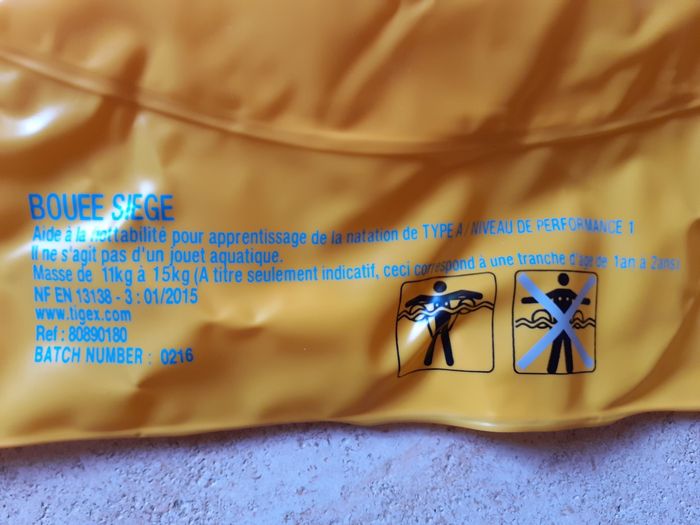 BOUEE SIEGE
Aide à la flottabilité pour apprentissage de la natation de TYPE A / NIVEAU DE PERFORMANCE 1
Il ne s'agit pas d'un jouet aquatique.
Masse de 11kg à 15kg (A titre seulement indicatif, ceci correspond à une tranche d'âge de 1an à 2ans)
NF EN 13138 - 3 : 01/2015
www.tigex.com
Ref : 80890180
BATCH NUMBER : 0216